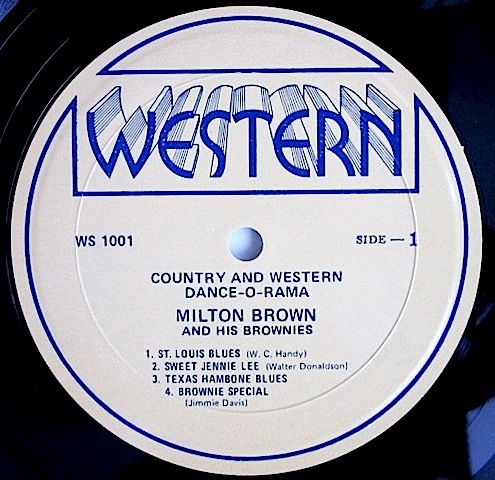 WESTERN
WS 1001
SIDE — 1
COUNTRY AND WESTERN
DANCE-O-RAMA
MILTON BROWN
AND HIS BROWNIES
1. ST. LOUIS BLUES (W. C. Handy)
2. SWEET JENNIE LEE (Walter Donaldson)
3. TEXAS HAMBONE BLUES
4. BROWNIE SPECIAL
(Jimmie Davis)